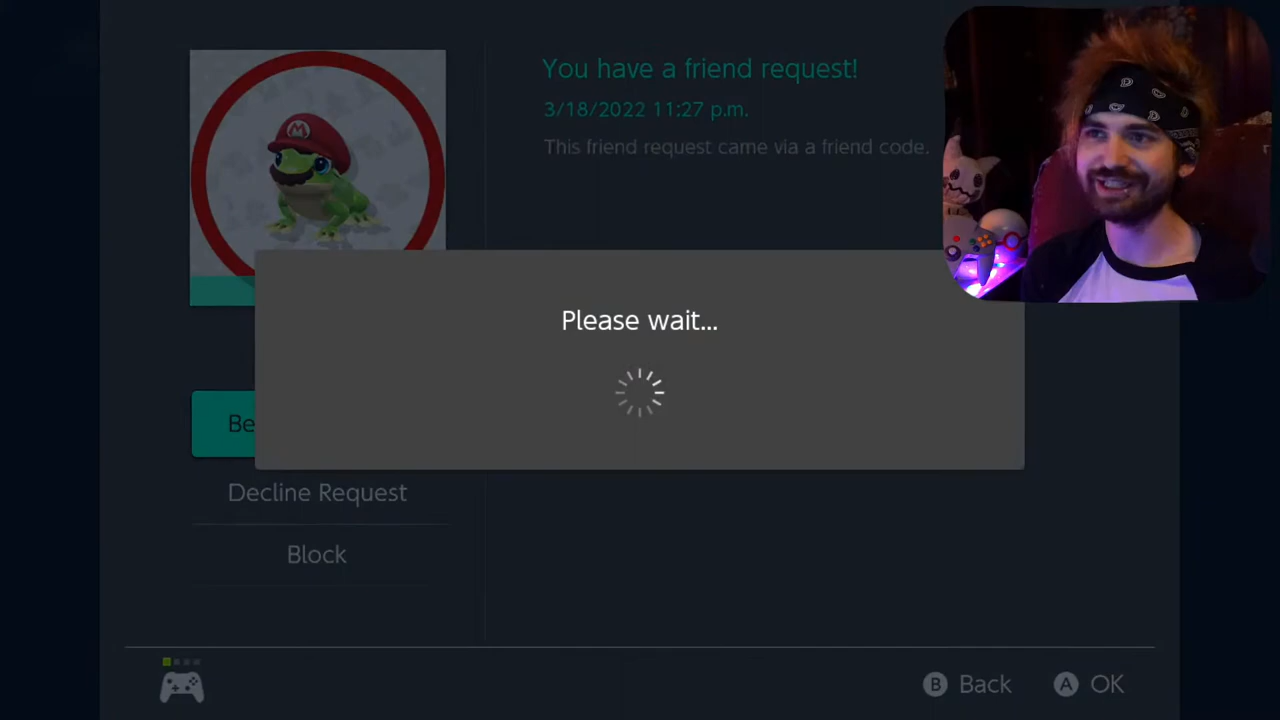 You have a friend request!
3/18/2022 11:27 p.m.
This friend request came via a friend code.
M
Please wait...
Be
Decline Request
Block
B Back
A OK